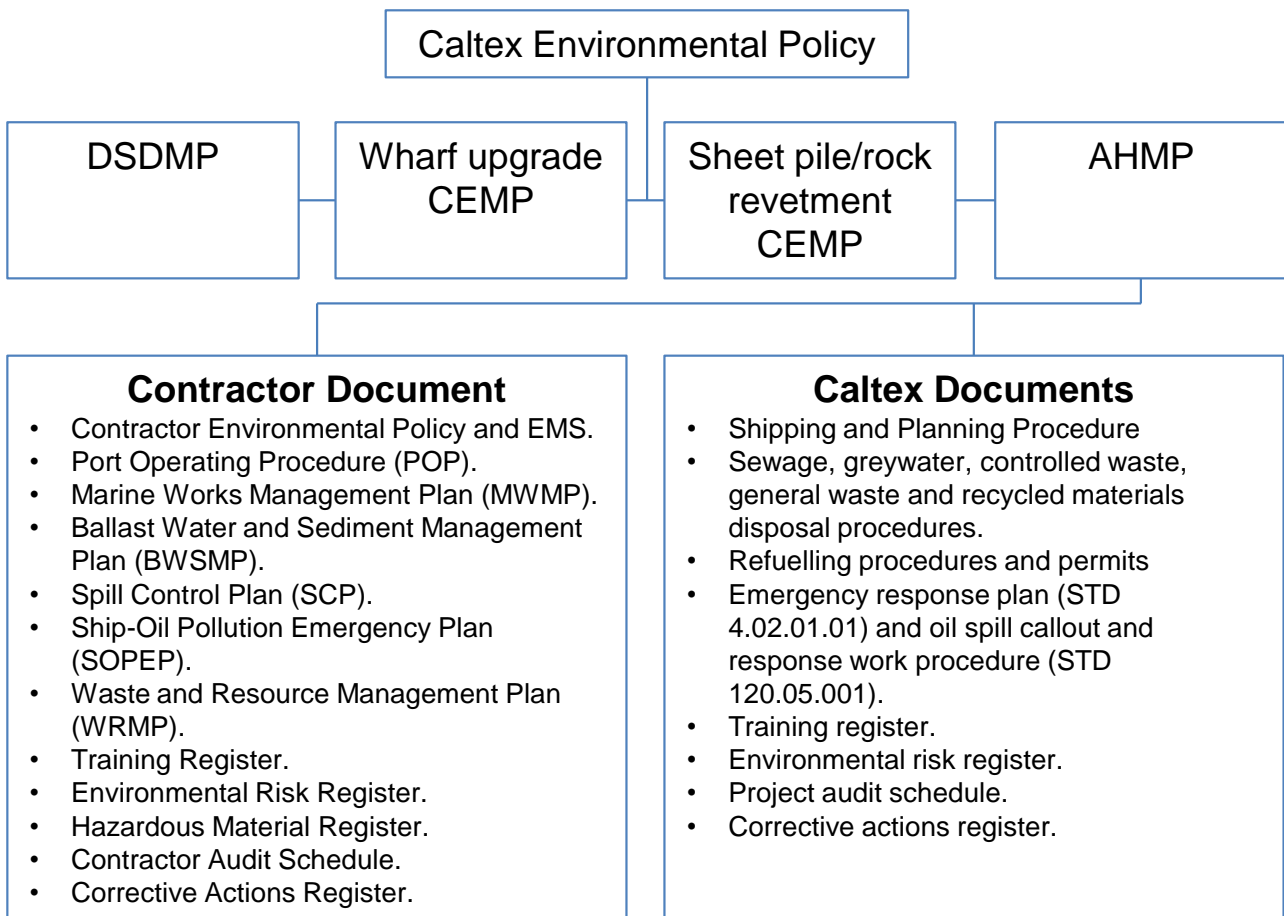 Caltex Environmental Policy
DSDMP
Wharf upgrade
CEMP
Sheet pile/rock
revetment
CEMP
AHMP
Contractor Document
• Contractor Environmental Policy and EMS.
• Port Operating Procedure (POP).
• Marine Works Management Plan (MWMP).
• Ballast Water and Sediment Management
Plan (BWSMP).
• Spill Control Plan (SCP).
• Ship-Oil Pollution Emergency Plan
(SOPEP).
• Waste and Resource Management Plan
(WRMP).
• Training Register.
• Environmental Risk Register.
• Hazardous Material Register.
• Contractor Audit Schedule.
• Corrective Actions Register.
Caltex Documents
• Shipping and Planning Procedure
• Sewage, greywater, controlled waste,
general waste and recycled materials
disposal procedures.
• Refuelling procedures and permits
• Emergency response plan (STD
4.02.01.01) and oil spill callout and
response work procedure (STD
120.05.001).
• Training register.
• Environmental risk register.
• Project audit schedule.
• Corrective actions register.